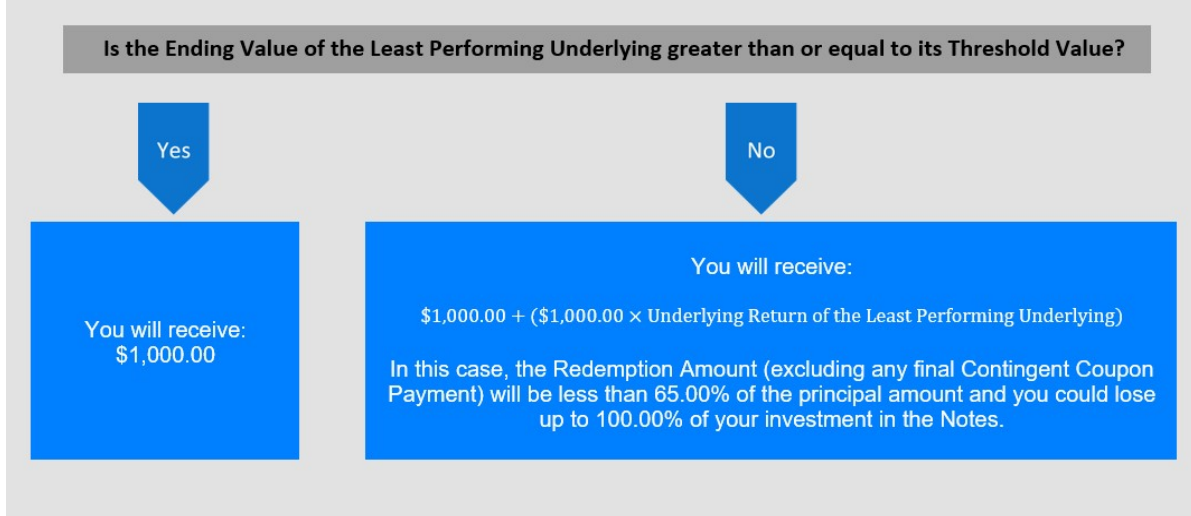 Is the Ending Value of the Least Performing Underlying greater than or equal to its Threshold Value?
Yes
No
You will receive:
$1,000.00
You will receive:
$1,000.00 + ($1,000.00 × Underlying Return of the Least Performing Underlying)
In this case, the Redemption Amount (excluding any final Contingent Coupon
Payment) will be less than 65.00% of the principal amount and you could lose
up to 100.00% of your investment in the Notes.